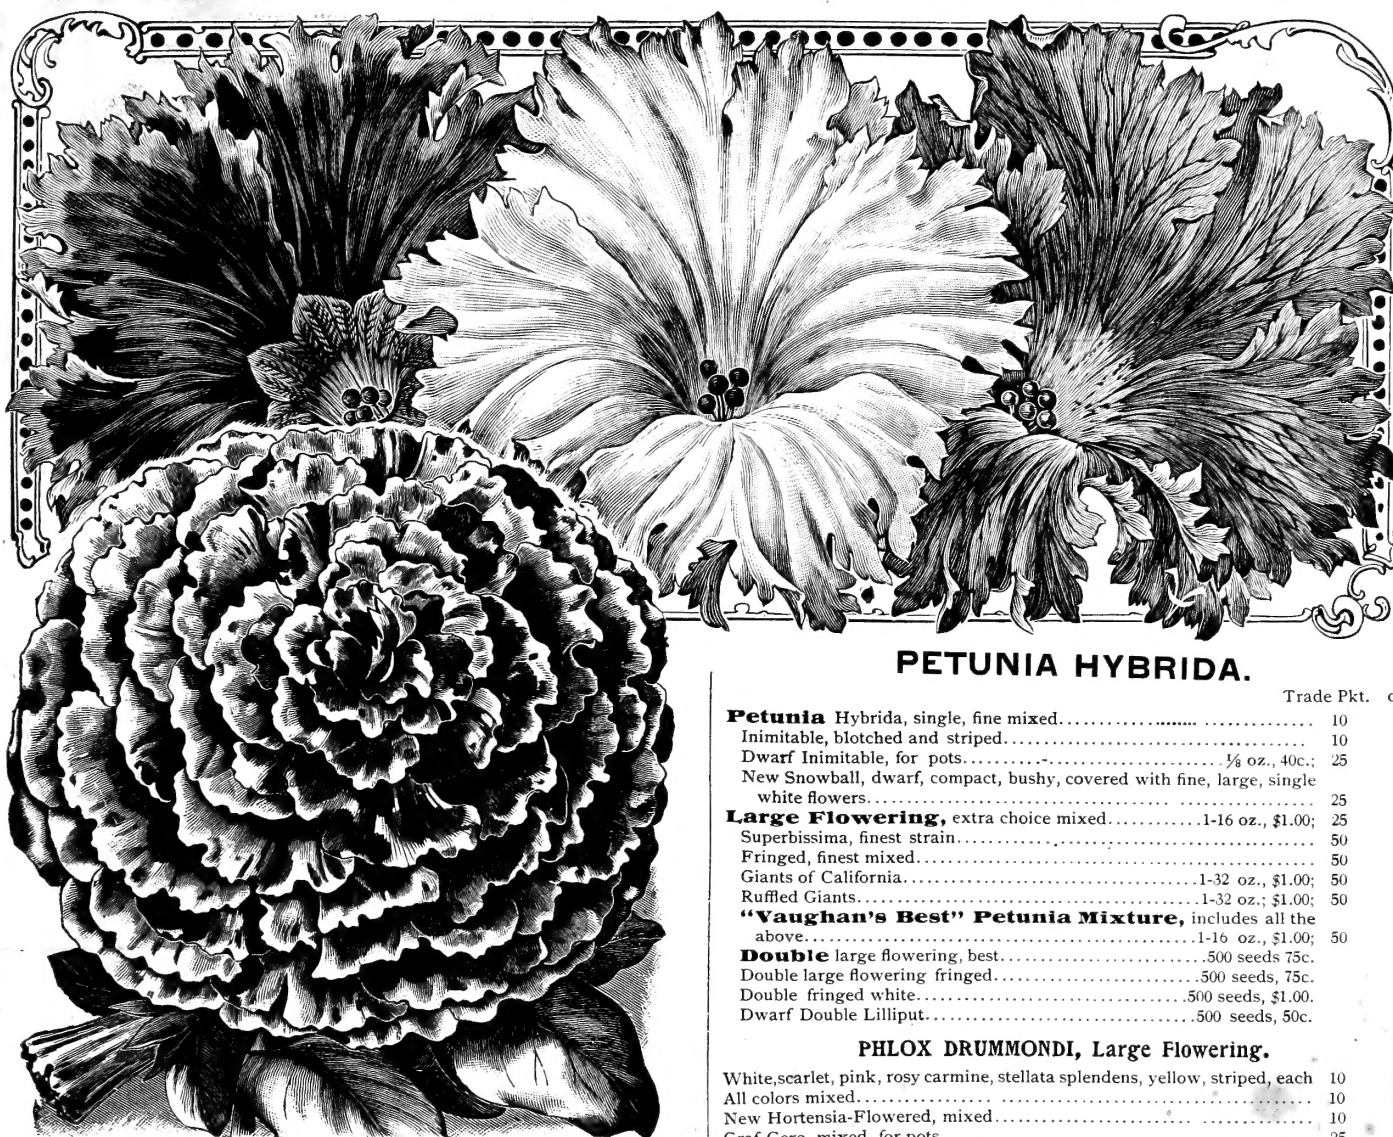 PETUNIA HYBRIDA.
Trade Pkt.
Petunia Hybrida, single, fine mixed.......... 10
Inimitable, blotched and striped.......... 10
Dwarf Inimitable, for pots..........⅛ oz., 40c.; 25
New Snowball, dwarf, compact, bushy, covered with fine, large, single
white flowers.......... 25
Large Flowering, extra choice mixed..........1-16 oz., $1.00; 25
Superbissima, finest strain.......... 50
Fringed, finest mixed.......... 50
Giants of California..........1-32 oz., $1.00; 50
Ruffled Giants..........1-32 oz.; $1.00; 50
"Vaughan's Best" Petunia Mixture, includes all the
above..........1-16 oz., $1.00; 50
Double large flowering, best..........500 seeds 75c.
Double large flowering fringed..........500 seeds, 75c.
Double fringed white..........500 seeds, $1.00.
Dwarf Double Lilliput..........500 seeds, 50c.
PHLOX DRUMMONDI, Large Flowering.
White,scarlet, pink, rosy carmine, stellata splendens, yellow, striped, each 10
All colors mixed.......... 10
New Hortensia-Flowered, mixed.......... 10
mixed, for pots